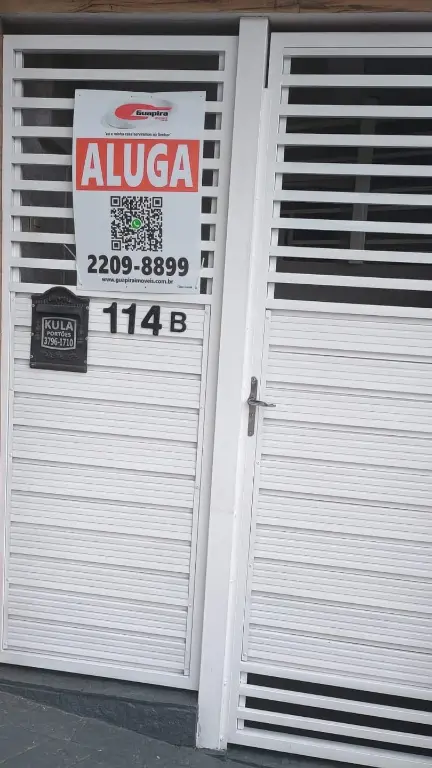 Guapira
ALUGA
2209-8899
www.guapiraimoveis.com.br
114 B
KULA
PORTÕES
3796-1710